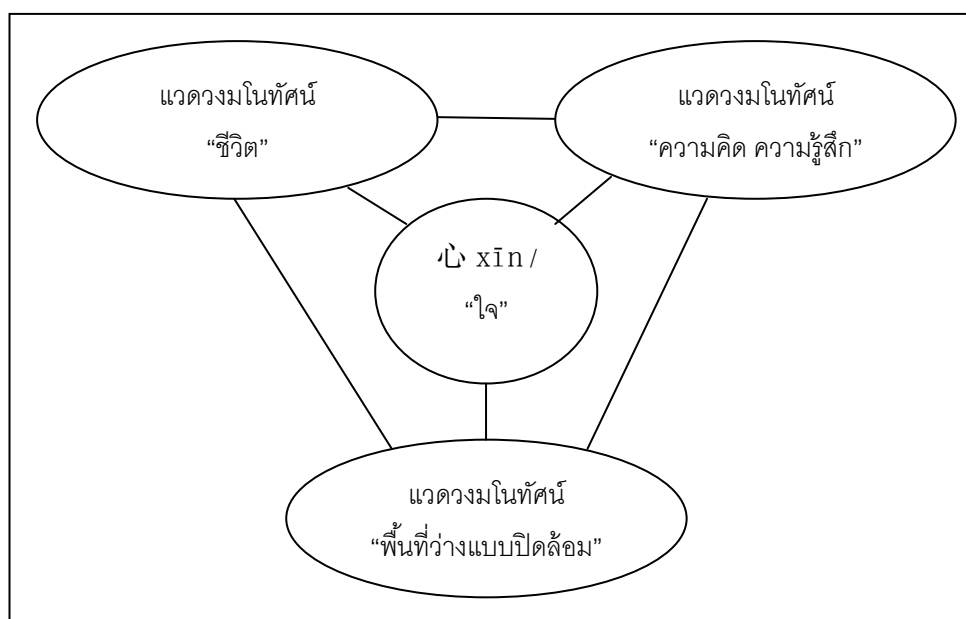 แวดวงมโนทัศน์
“ชีวิต”
แวดวงมโนทัศน์
“ความคิด ความรู้สึก”
心 xīn/
“ใจ”
แวดวงมโนทัศน์
“พื้นที่ว่างแบบปิดล้อม”